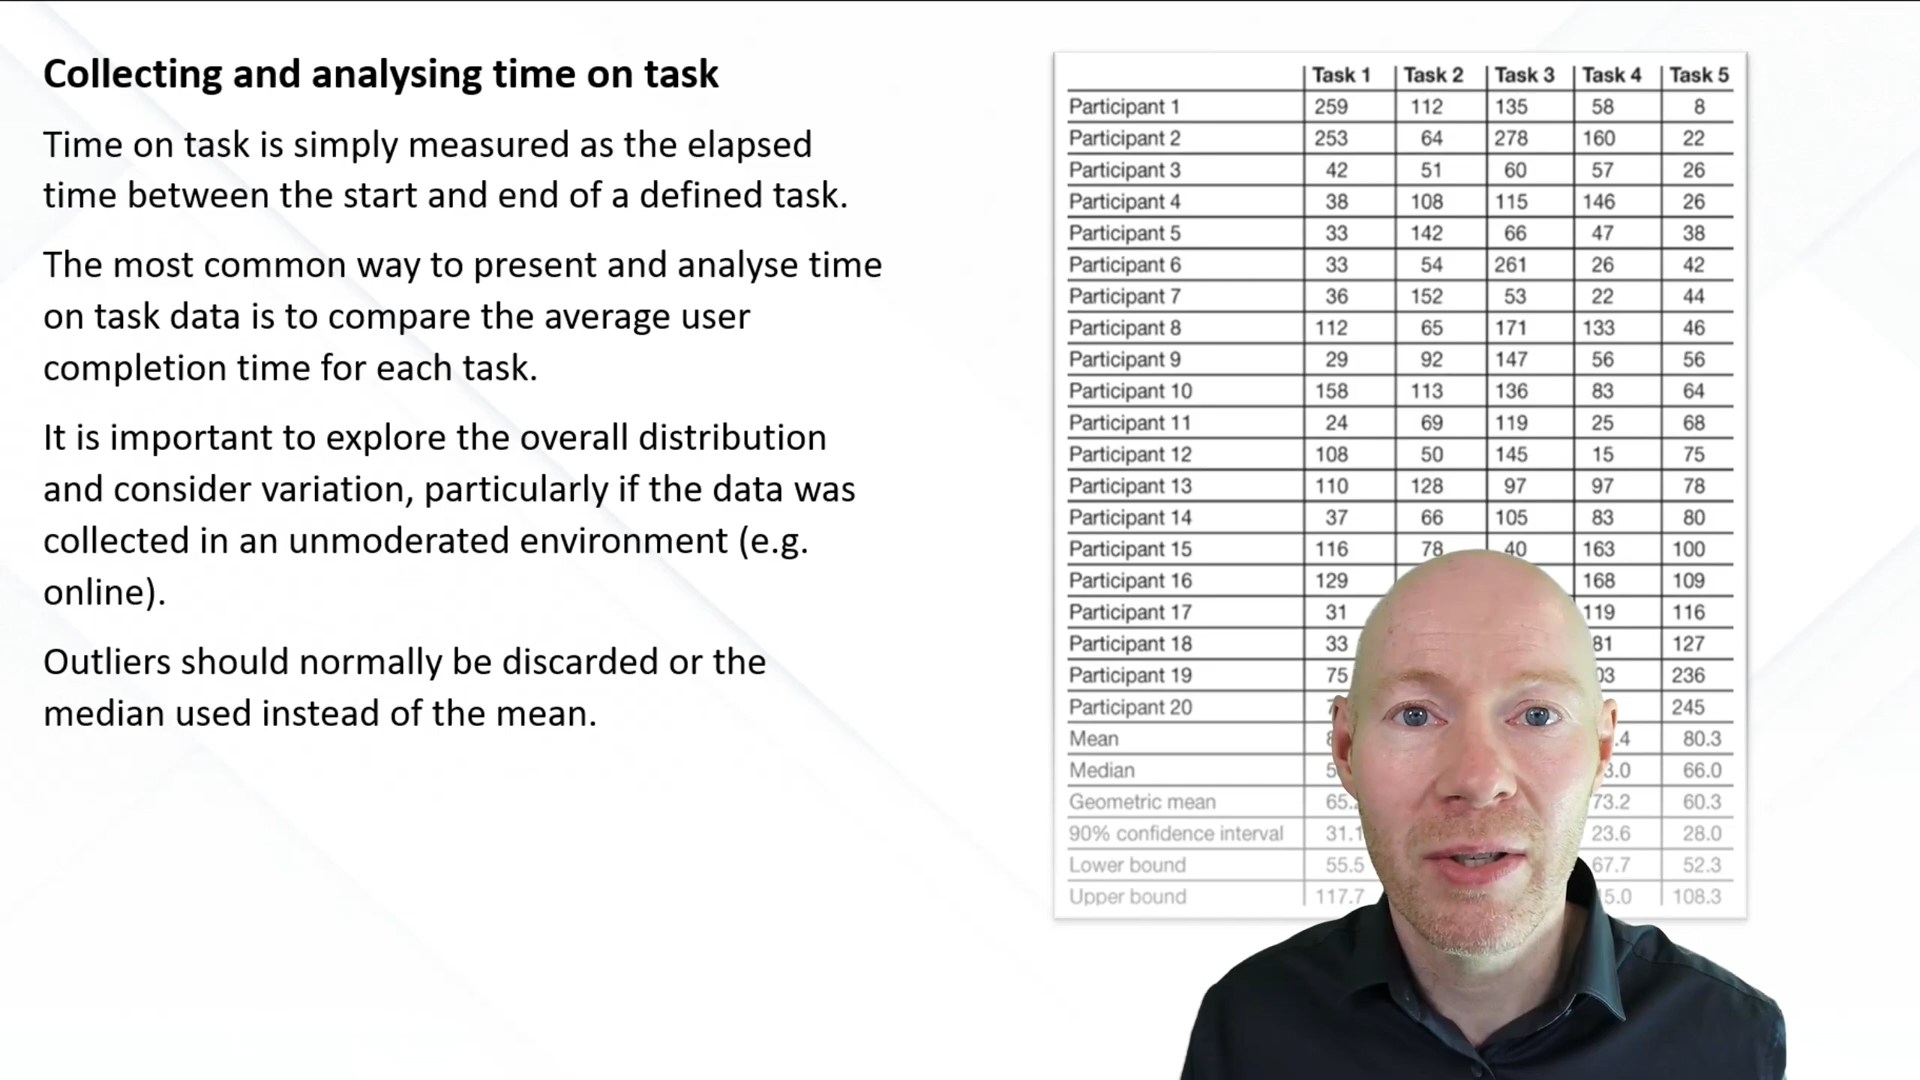 Collecting and analysing time on task
Time on task is simply measured as the elapsed
time between the start and end of a defined task.
The most common way to present and analyse time
on task data is to compare the average user
completion time for each task.
It is important to explore the overall distribution
and consider variation, particularly if the data was
collected in an unmoderated environment (e.g.
online).
Outliers should normally be discarded or the
median used instead of the mean.
Task 1 Task 2 Task 3 Task 4 Task 5
Participant 1 259 112 135 58 8
Participant 2 253 64 278 160 22
Participant 3 42 51 60 57 26
Participant 4 38 108 115 146 26
Participant 5 33 142 66 47 38
Participant 6 33 54 261 26 42
Participant 7 36 152 53 22 44
Participant 8 112 65 171 133 46
Participant 9 29 92 147 56 56
Participant 10 158 113 136 83 64
Participant 11 24 69 119 25 68
Participant 12 108 50 145 15 75
Participant 13 110 128 97 97 78
Participant 14 37 66 105 83 80
Participant 15 116 78 40 163 100
Participant 16 129 168 109
Participant 17 31 119 116
Participant 18 33 81 127
Participant 19 75 236
Participant 20 245
Mean 80.3
Median 66.0
Geometric mean 73.2 60.3
90% confidence interval 31.1 23.6 28.0
Lower bound 55.5 67.7 52.3
Upper bound 117.7 108.3